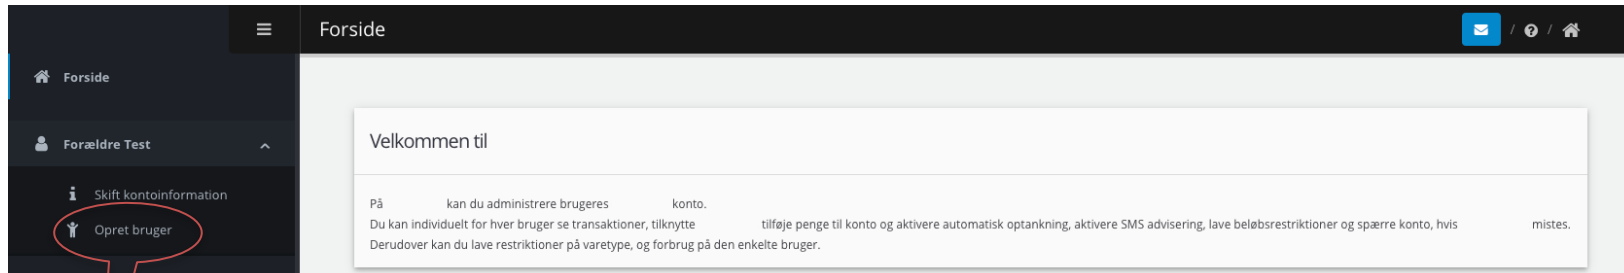 Forside
Forside
Forældre Test
Skift kontoinformation
Opret bruger
Velkommen til
På kan du administrere brugeres konto.
Du kan individuelt for hver bruger se transaktioner, tilknytte tilføje penge til konto og aktivere automatisk optankning, aktivere SMS advisering, lave beløbsrestriktioner og spærre konto, hvis mistes.
Derudover kan du lave restriktioner på varetype, og forbrug på den enkelte bruger.